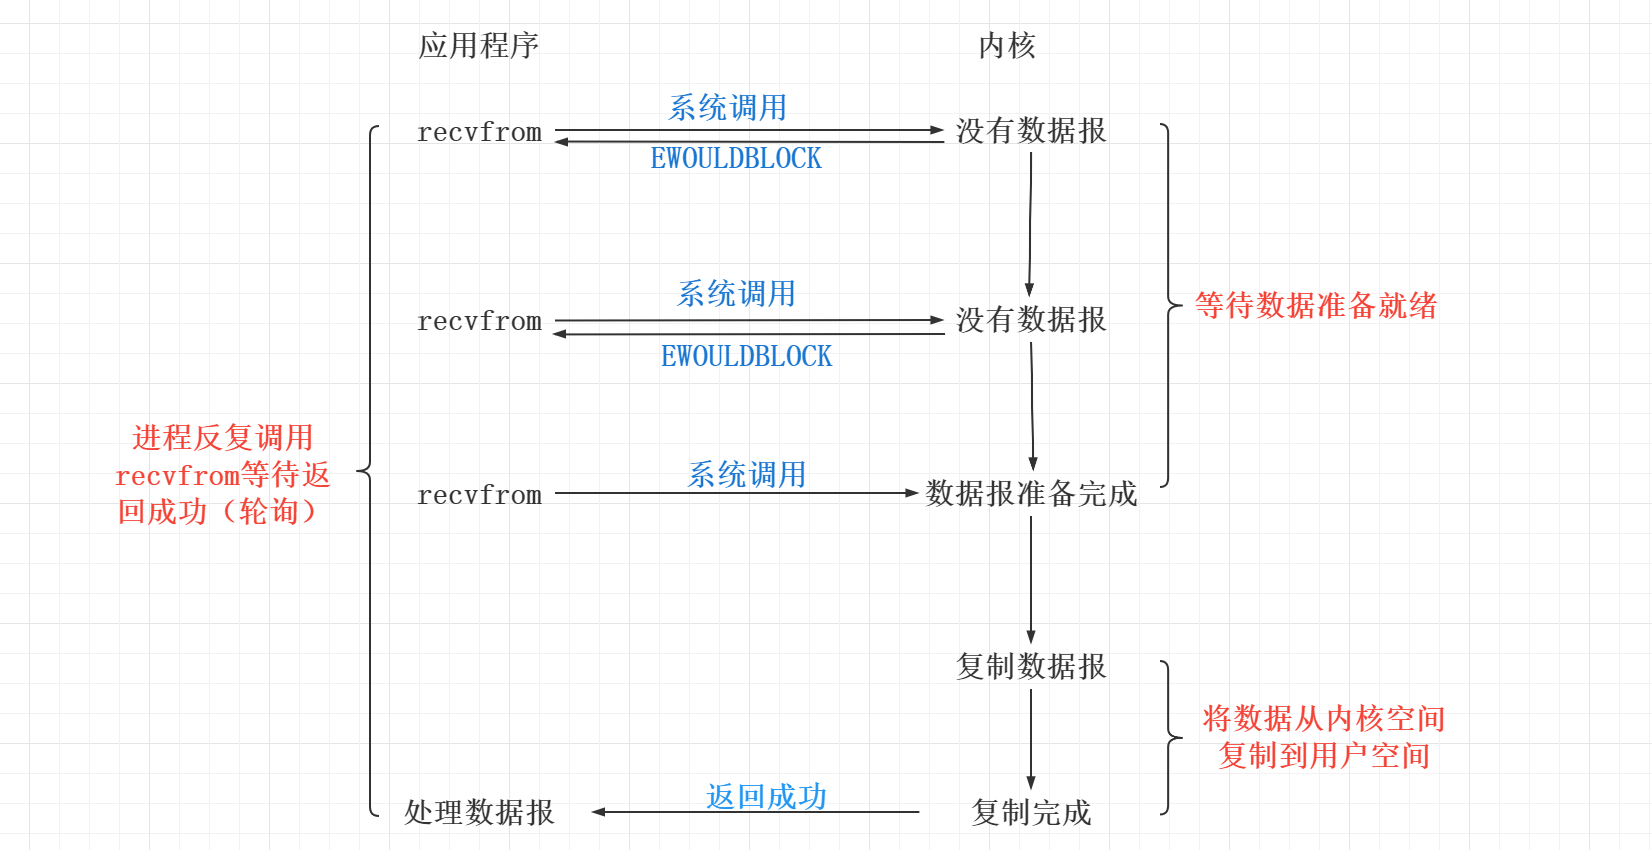 应用程序
内核
系统调用
recvfrom
没有数据报
EWOULDBLOCK
系统调用
recvfrom
没有数据报
等待数据准备就绪
EWOULDBLOCK
进程反复调用
recvfrom等待返
回成功（轮询）
系统调用
recvfrom
数据报准备完成
复制数据报
将数据从内核空间
复制到用户空间
返回成功
处理数据报
复制完成